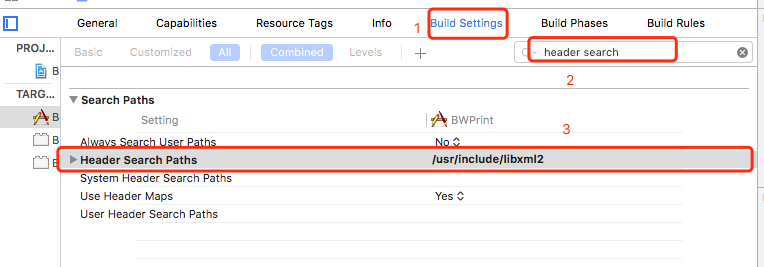 General Capabilities Resource Tags Info Build Settings Build Phases Build Rules
1
PROJ... Basic Customized All Combined Levels + header search
B
2
TARG... Search Paths
B Setting BWPrint
3
B Always Search User Paths No
B Header Search Paths /usr/include/libxml2
System Header Search Paths
Use Header Maps Yes
User Header Search Paths